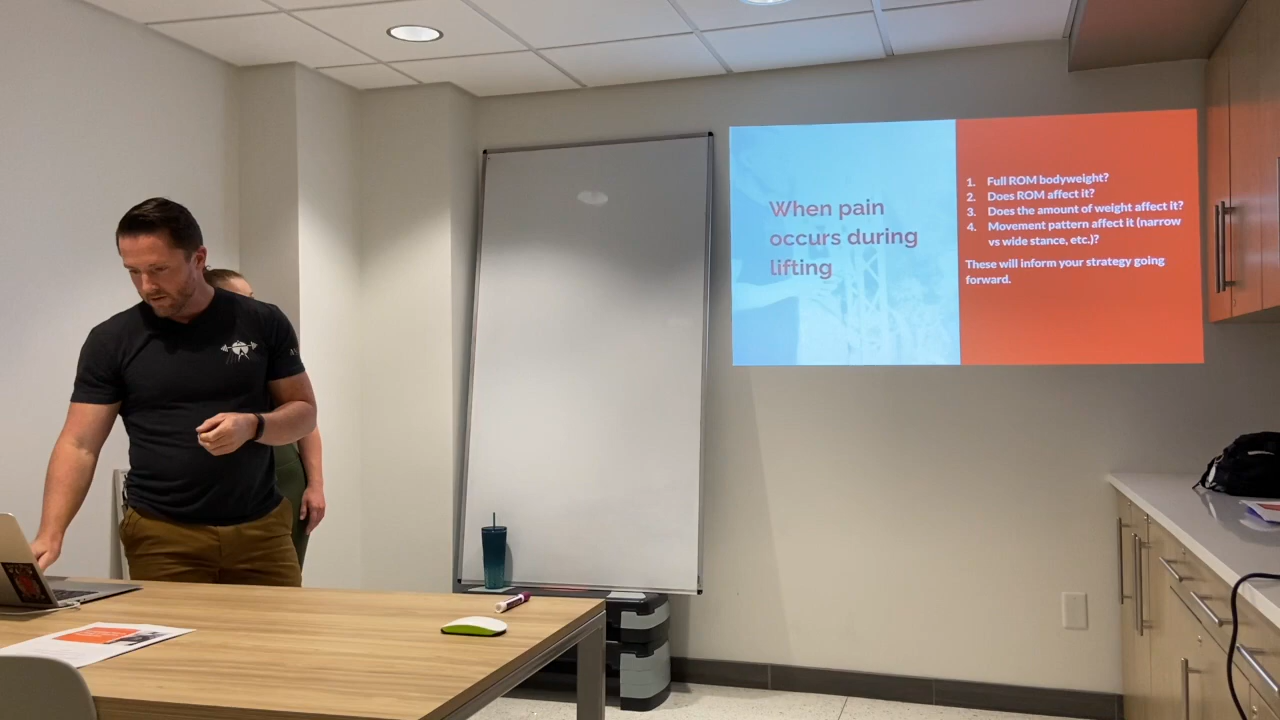 When pain
occurs during
lifting
1. Full ROM bodyweight?
2. Does ROM affect it?
3. Does the amount of weight affect it?
4. Movement pattern affect it (narrow
vs wide stance, etc.)?
These will inform your strategy going
forward.